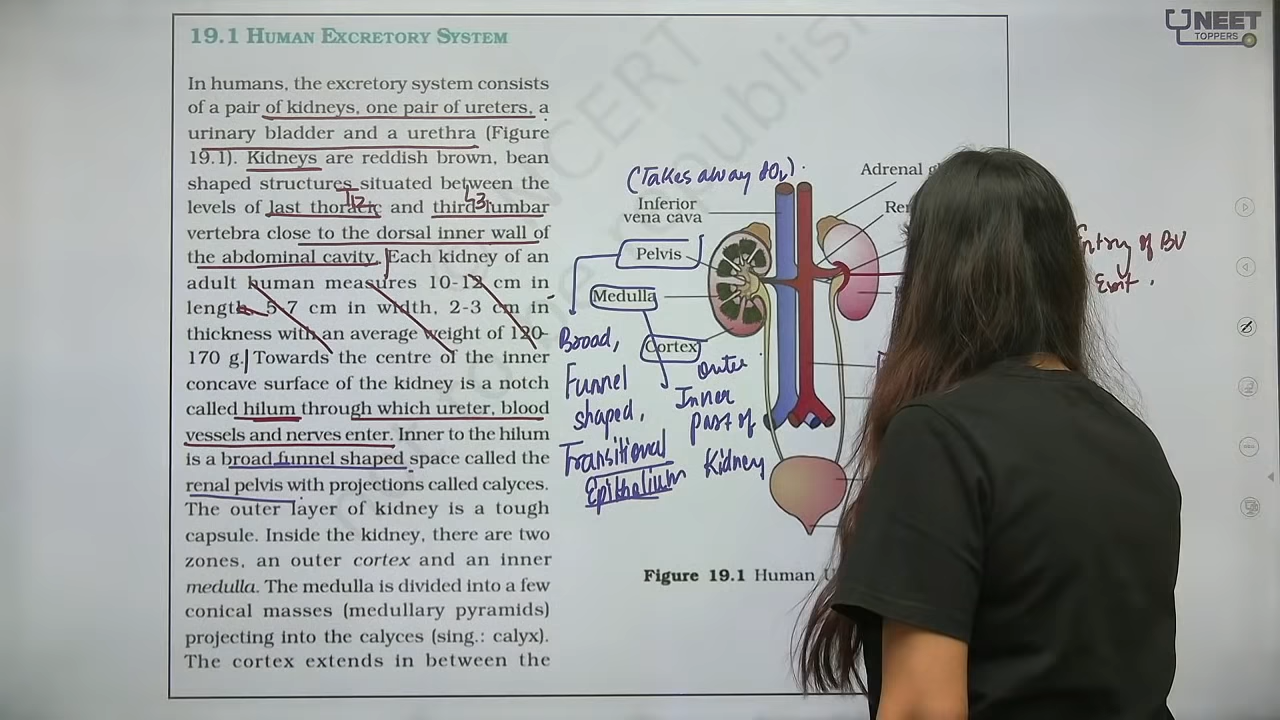 NEET
TOPPERS
19.1 HUMAN EXCRETORY SYSTEM
In humans, the excretory system consists
of a pair of kidneys, one pair of ureters, a
urinary bladder and a urethra (Figure
19.1). Kidneys are reddish brown, bean
shaped structures situated between the
T12 L3
levels of last thoracic and third lumbar
vertebra close to the dorsal inner wall of
the abdominal cavity. Each kidney of an
adult human measures 10-12 cm in
length, 5-7 cm in width, 2-3 cm in
thickness with an average weight of 120-
170 g. Towards the centre of the inner
concave surface of the kidney is a notch
called hilum through which ureter, blood
vessels and nerves enter. Inner to the hilum
is a broad funnel shaped space called the
renal pelvis with projections called calyces.
The outer layer of kidney is a tough
capsule. Inside the kidney, there are two
zones, an outer cortex and an inner
medulla. The medulla is divided into a few
conical masses (medullary pyramids)
projecting into the calyces (sing.: calyx).
The cortex extends in between the
(Takes away
Inferior
vena cava
Pelvis
Medulla
Cortex
Adrenal
Broad,
Funnel
shaped,
Transitional
Epithelium
outer
Inner
part of
Kidney
of BV
Figure 19.1 Human